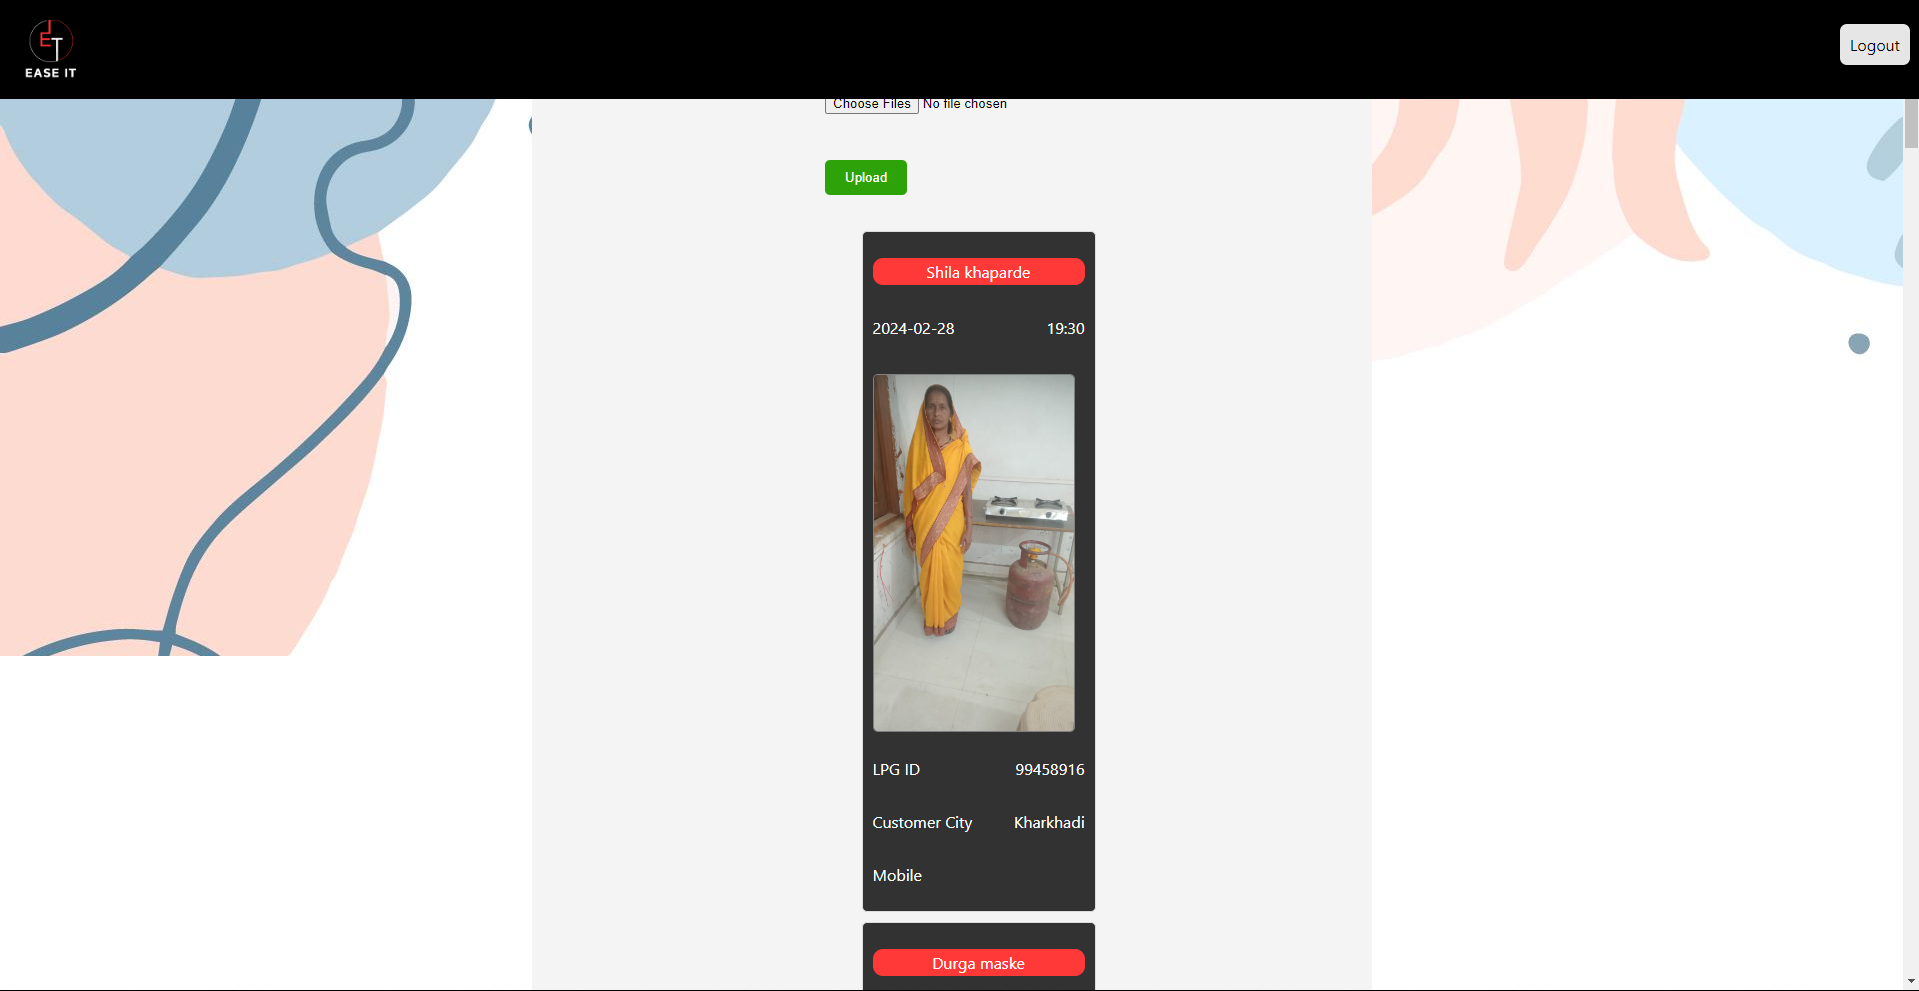 ET
EASE IT
Logout
Choose Files No file chosen
Upload
Shila khaparde
2024-02-28 19:30
LPG ID 99458916
Customer City Kharkhadi
Mobile
Durga maske